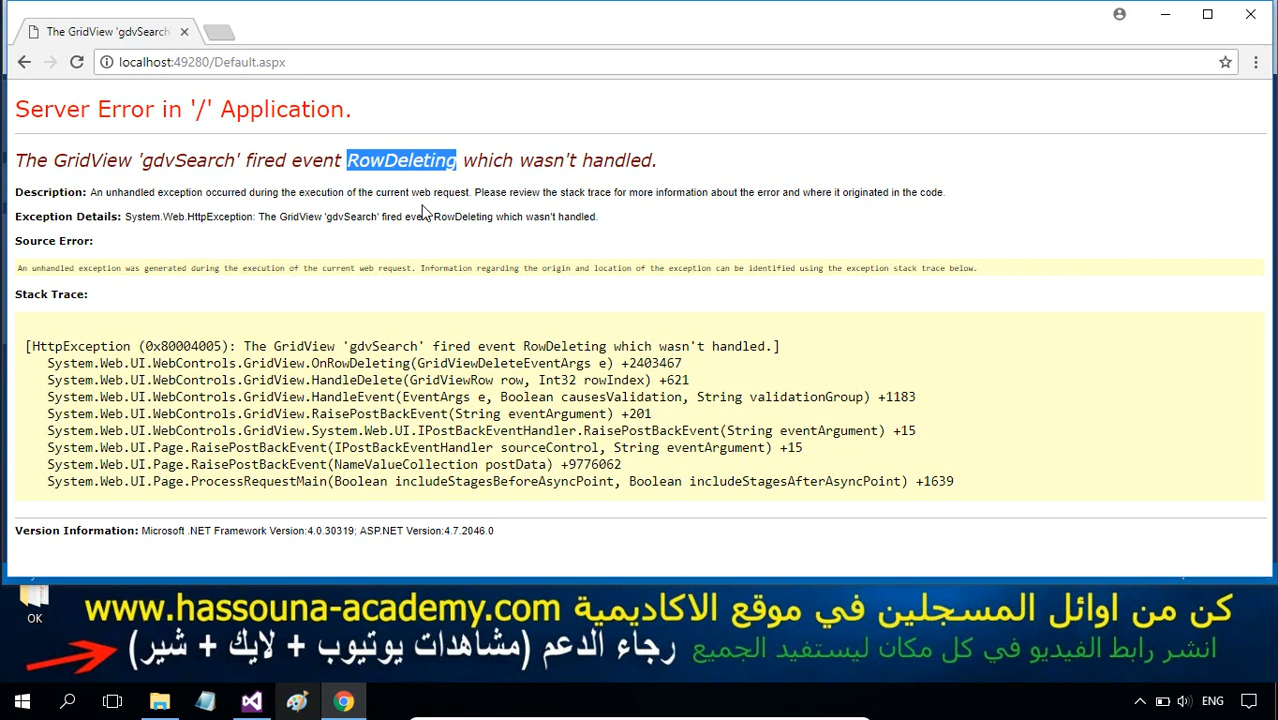 The GridView 'gdvSearch
localhost:49280/Default.aspx
Server Error in '/' Application.
The GridView 'gdvSearch' fired event RowDeleting which wasn't handled.
Description: An unhandled exception occurred during the execution of the current web request. Please review the stack trace for more information about the error and where it originated in the code.
Exception Details: System.Web.HttpException: The GridView 'gdvSearch' fired event RowDeleting which wasn't handled.
Source Error:
An unhandled exception was generated during the execution of the current web request. Information regarding the origin and location of the exception can be identified using the exception stack trace below.
Stack Trace:
[HttpException (0x80004005): The GridView 'gdvSearch' fired event RowDeleting which wasn't handled.]
System.Web.UI.WebControls.GridView.OnRowDeleting(GridViewDeleteEventArgs e) +2403467
System.Web.UI.WebControls.GridView.HandleDelete(GridViewRow row, Int32 rowIndex) +621
System.Web.UI.WebControls.GridView.HandleEvent(EventArgs e, Boolean causesValidation, String validationGroup) +1183
System.Web.UI.WebControls.GridView.RaisePostBackEvent(String eventArgument) +201
System.Web.UI.WebControls.GridView.System.Web.UI.IPostBackEventHandler.RaisePostBackEvent(String eventArgument) +15
System.Web.UI.Page.RaisePostBackEvent(IPostBackEventHandler sourceControl, String eventArgument) +15
System.Web.UI.Page.RaisePostBackEvent(NameValueCollection postData) +9776062
System.Web.UI.Page.ProcessRequestMain(Boolean includeStagesBeforeAsyncPoint, Boolean includeStagesAfterAsyncPoint) +1639
Version Information: Microsoft .NET Framework Version:4.0.30319; ASP.NET Version:4.7.2046.0
OK
كن من اوائل المسجلين في موقع الاكاديمية www.hassouna-academy.com
انشر رابط الفيديو في كل مكان ليستفيد الجميع رجاء الدعم (مشاهدات يوتيوب + لايك + شير)
ENG